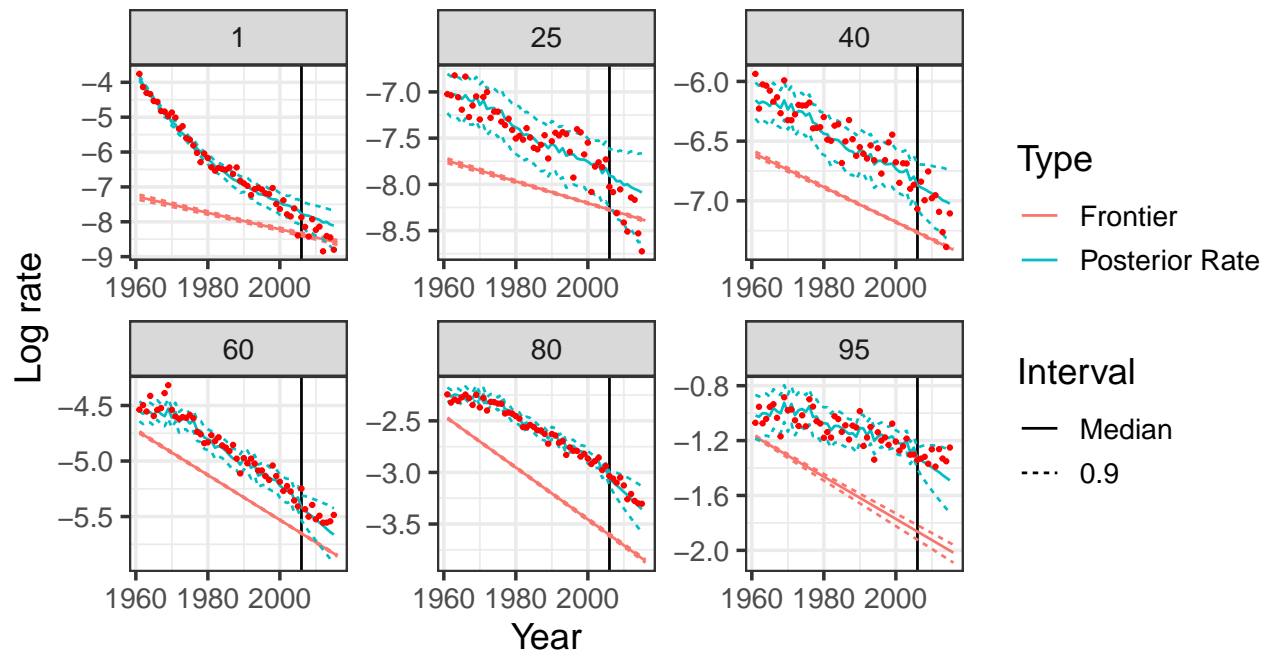 1
25
40
−4
−5
−6
−7
−8
−9
1960 1980 2000
−7.0
−7.5
−8.0
−8.5
1960 1980 2000
−6.0
−6.5
−7.0
1960 1980 2000
60
80
95
−4.5
−5.0
−5.5
1960 1980 2000
−2.5
−3.0
−3.5
1960 1980 2000
−0.8
−1.2
−1.6
−2.0
1960 1980 2000
Log rate
Year
Type
Frontier
Posterior Rate
Interval
Median
0.9